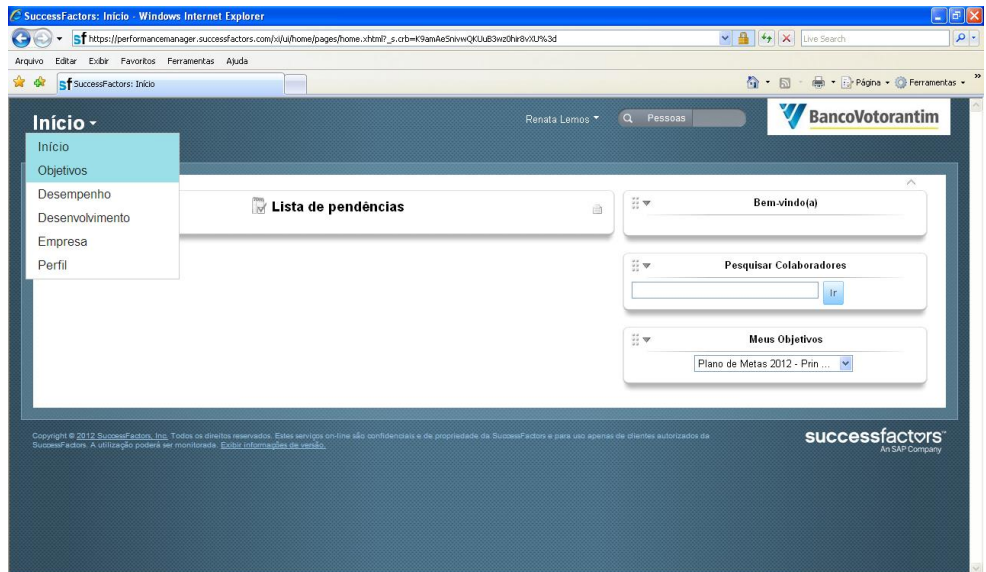 SuccessFactors: Início - Windows Internet Explorer
https://performancemanager.successfactors.com/xi/ui/home/pages/home.xhtml?_s.crb=K9amAeSnivwQKUuB3wz0hir8vXU%3d
Live Search
Arquivo Editar Exibir Favoritos Ferramentas Ajuda
SuccessFactors: Início
Página Ferramentas »
Início
Renata Lemos
Pessoas
BancoVotorantim
Início
Objetivos
Desempenho
Desenvolvimento
Empresa
Perfil
Lista de pendências
Bem-vindo(a)
Pesquisar Colaboradores
Ir
Meus Objetivos
Plano de Metas 2012 - Prin ...
Copyright © 2012 SuccessFactors, Inc. Todos os direitos reservados. Estes serviços on-line são confidenciais e de propriedade da SuccessFactors e para uso apenas de clientes autorizados da
SuccessFactors. A utilização poderá ser monitorada. Exibir informações de versão.
successfactors™
An SAP Company